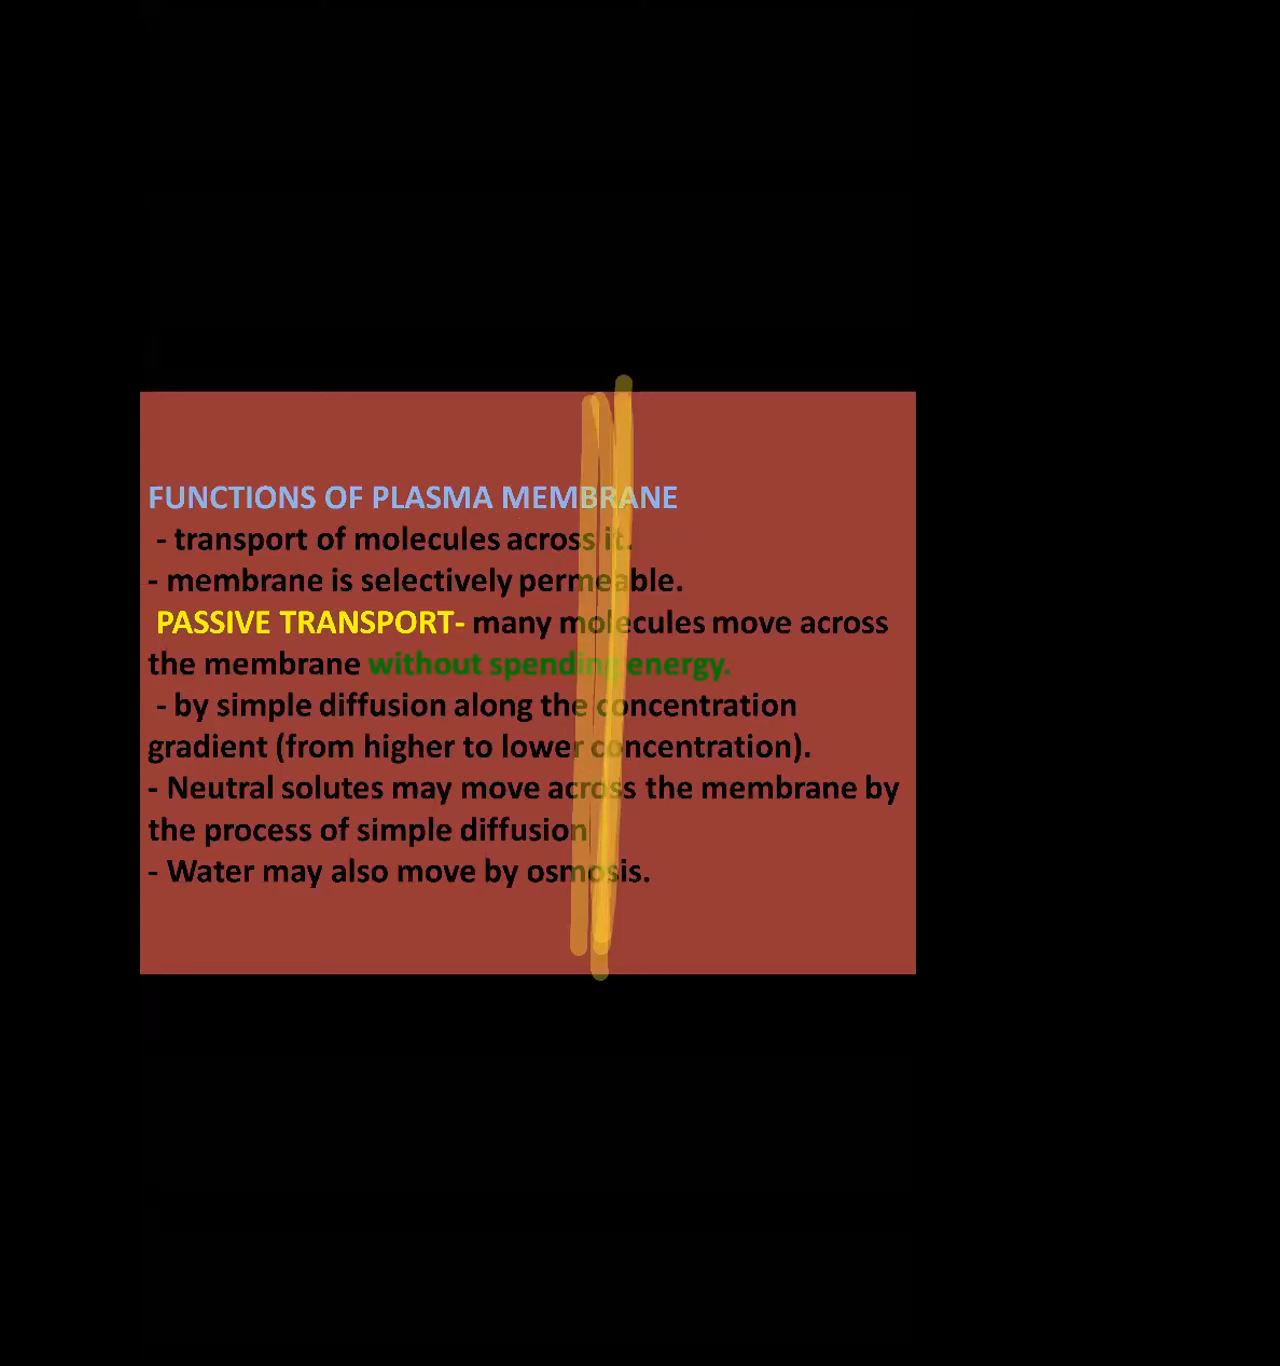 FUNCTIONS OF PLASMA MEMBRANE
- transport of molecules across it.
- membrane is selectively permeable.
PASSIVE TRANSPORT- many molecules move across
the membrane without spending energy.
- by simple diffusion along the concentration
gradient (from higher to lower concentration).
- Neutral solutes may move across the membrane by
the process of simple diffusion
- Water may also move by osmosis.